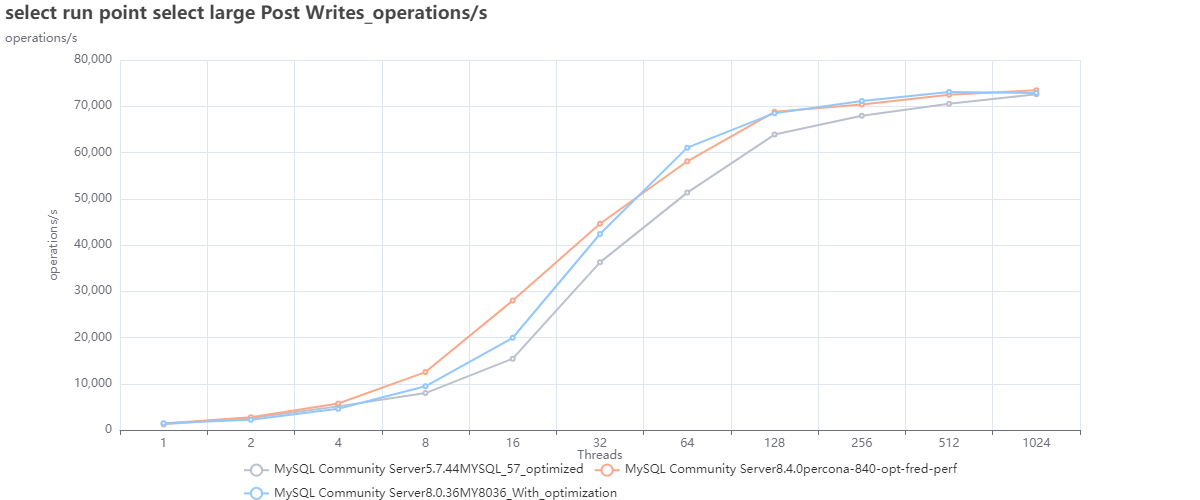 select run point select large Post Writes_operations/s
operations/s
80,000
70,000
60,000
50,000
40,000
30,000
20,000
10,000
0
operations/s
1 2 4 8 16 32 64 128 256 512 1024
Threads
MySQL Community Server5.7.44MYSQL_57_optimized MySQL Community Server8.4.0percona-840-opt-fred-perf
MySQL Community Server8.0.36MY8036_With_optimization